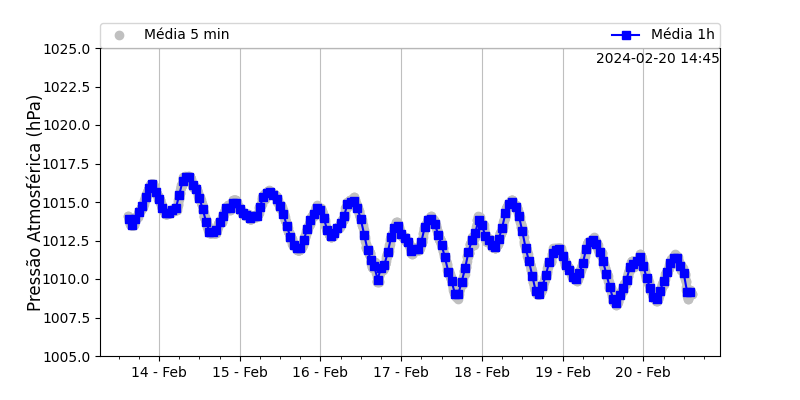 Média 5 min
Média 1h
2024-02-20 14:45
Pressão Atmosférica (hPa)
1025.0
1022.5
1020.0
1017.5
1015.0
1012.5
1010.0
1007.5
1005.0
14 - Feb
15 - Feb
16 - Feb
17 - Feb
18 - Feb
19 - Feb
20 - Feb